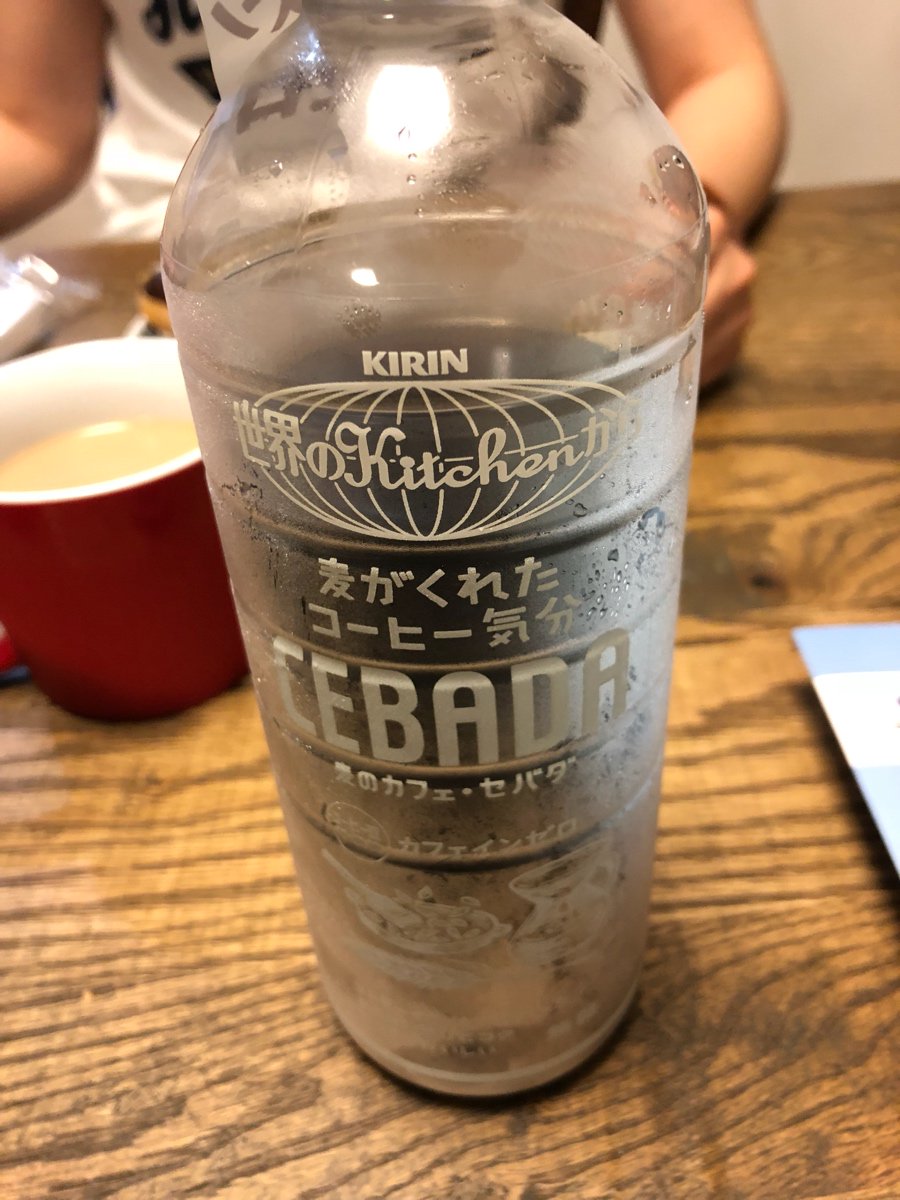 KIRIN
世界のKitchenから
麦がくれた
コーヒー気分
CEBADA
麦のカフェ・セバダ
カフェインゼロ